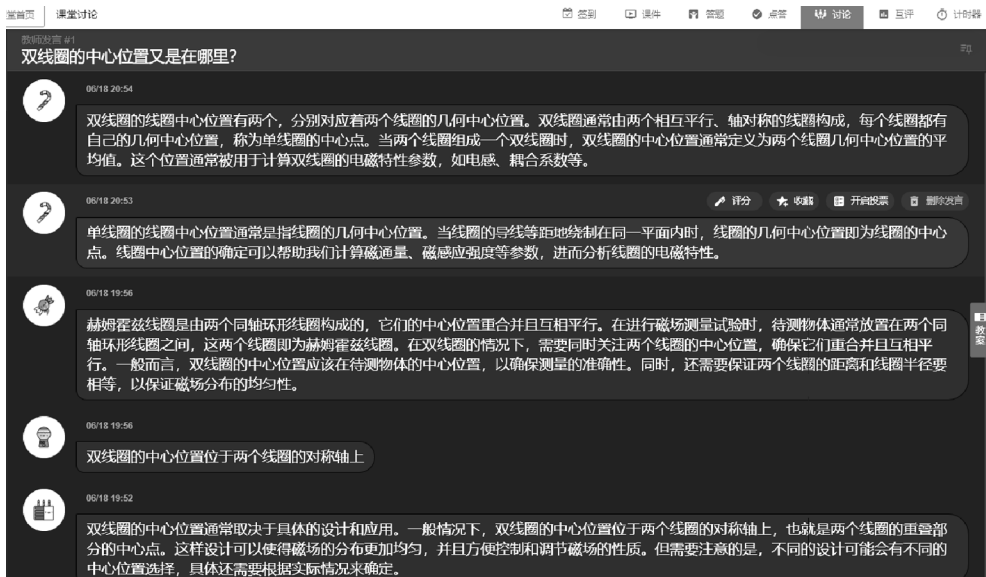 堂首页 课堂讨论 签到 课件 答题 点答 讨论 互评 计时器
教师发言 #1
双线圈的中心位置又是在哪里?
06/18 20:54
双线圈的线圈中心位置有两个，分别对应着两个线圈的几何中心位置。双线圈通常由两个相互平行、轴对称的线圈构成，每个线圈都有
自己的几何中心位置，称为单线圈的中心点。当两个线圈组成一个双线圈时，双线圈的中心位置通常定义为两个线圈几何中心位置的平
均值。这个位置通常被用于计算双线圈的电磁特性参数，如电感、耦合系数等。
06/18 20:53 评分 收藏 开启投票 删除发言
单线圈的线圈中心位置通常是指线圈的几何中心位置。当线圈的导线等距地绕制在同一平面内时，线圈的几何中心位置即为线圈的中心
点。线圈中心位置的确定可以帮助我们计算磁通量、磁感应强度等参数，进而分析线圈的电磁特性。
06/18 19:56
赫姆霍兹线圈是由两个同轴环形线圈构成的，它们的中心位置重合并且互相平行。在进行磁场测量试验时，待测物体通常放置在两个同
轴环形线圈之间，这两个线圈即为赫姆霍兹线圈。在双线圈的情况下，需要同时关注两个线圈的中心位置，确保它们重合并且互相平
行。一般而言，双线圈的中心位置应该在待测物体的中心位置，以确保测量的准确性。同时，还需要保证两个线圈的距离和线圈半径要
相等，以保证磁场分布的均匀性。
教案
06/18 19:56
双线圈的中心位置位于两个线圈的对称轴上
06/18 19:52
双线圈的中心位置通常取决于具体的设计和应用。一般情况下，双线圈的中心位置位于两个线圈的对称轴上，也就是两个线圈的重叠部
分的中心点。这样设计可以使得磁场的分布更加均匀，并且方便控制和调节磁场的性质。但需要注意的是，不同的设计可能会有不同的
中心位置选择，具体还需要根据实际情况来确定。